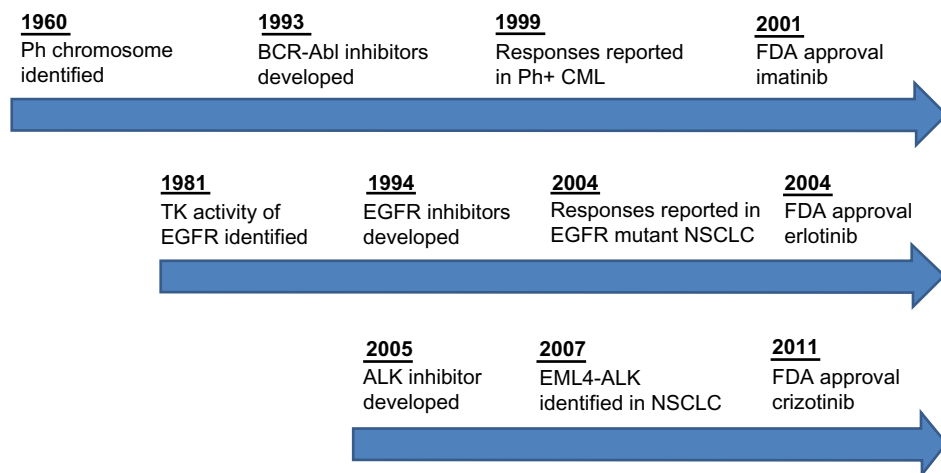 1960
Ph chromosome
identified
1993
BCR-Abl inhibitors
developed
1999
Responses reported
in Ph+ CML
2001
FDA approval
imatinib
1981
TK activity of
EGFR identified
1994
EGFR inhibitors
developed
2004
Responses reported in
EGFR mutant NSCLC
2004
FDA approval
erlotinib
2005
ALK inhibitor
developed
2007
EML4-ALK
identified in NSCLC
2011
FDA approval
crizotinib